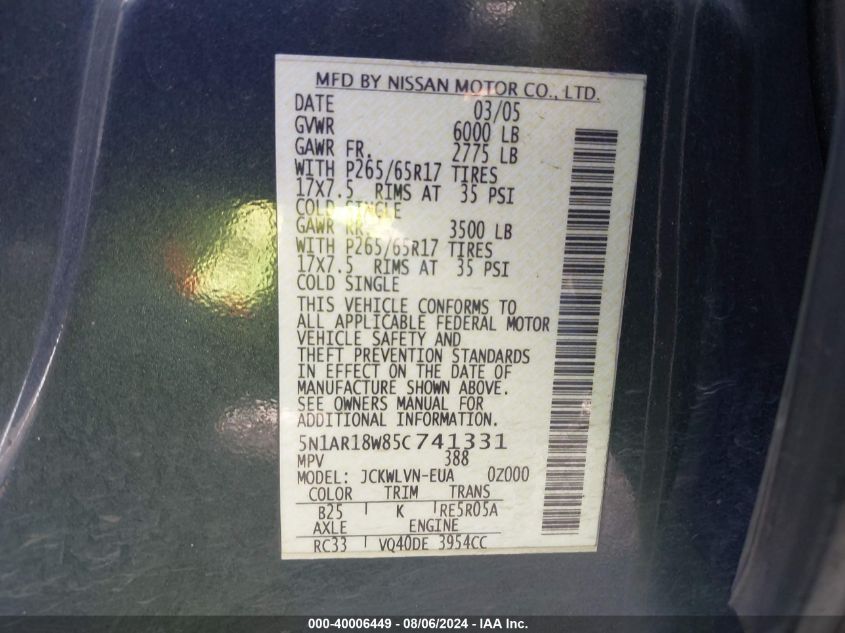 MFD BY NISSAN MOTOR CO., LTD.
DATE 03/05
GVWR 6000 LB
GAWR FR. 2775 LB
WITH P265/65R17 TIRES
17X7.5 RIMS AT 35 PSI
COLD SINGLE
GAWR RR. 3500 LB
WITH P265/65R17 TIRES
17X7.5 RIMS AT 35 PSI
COLD SINGLE
THIS VEHICLE CONFORMS TO
ALL APPLICABLE FEDERAL MOTOR
VEHICLE SAFETY AND
THEFT PREVENTION STANDARDS
IN EFFECT ON THE DATE OF
MANUFACTURE SHOWN ABOVE.
SEE OWNERS MANUAL FOR
ADDITIONAL INFORMATION.
5N1AR18W85C741331
MPV 388
MODEL: JCKWLVN-EUA 0Z000
COLOR TRIM TRANS
B25 K RE5R05A
AXLE ENGINE
RC33 VQ40DE 3954CC
000-40006449 - 08/06/2024 - IAA Inc.